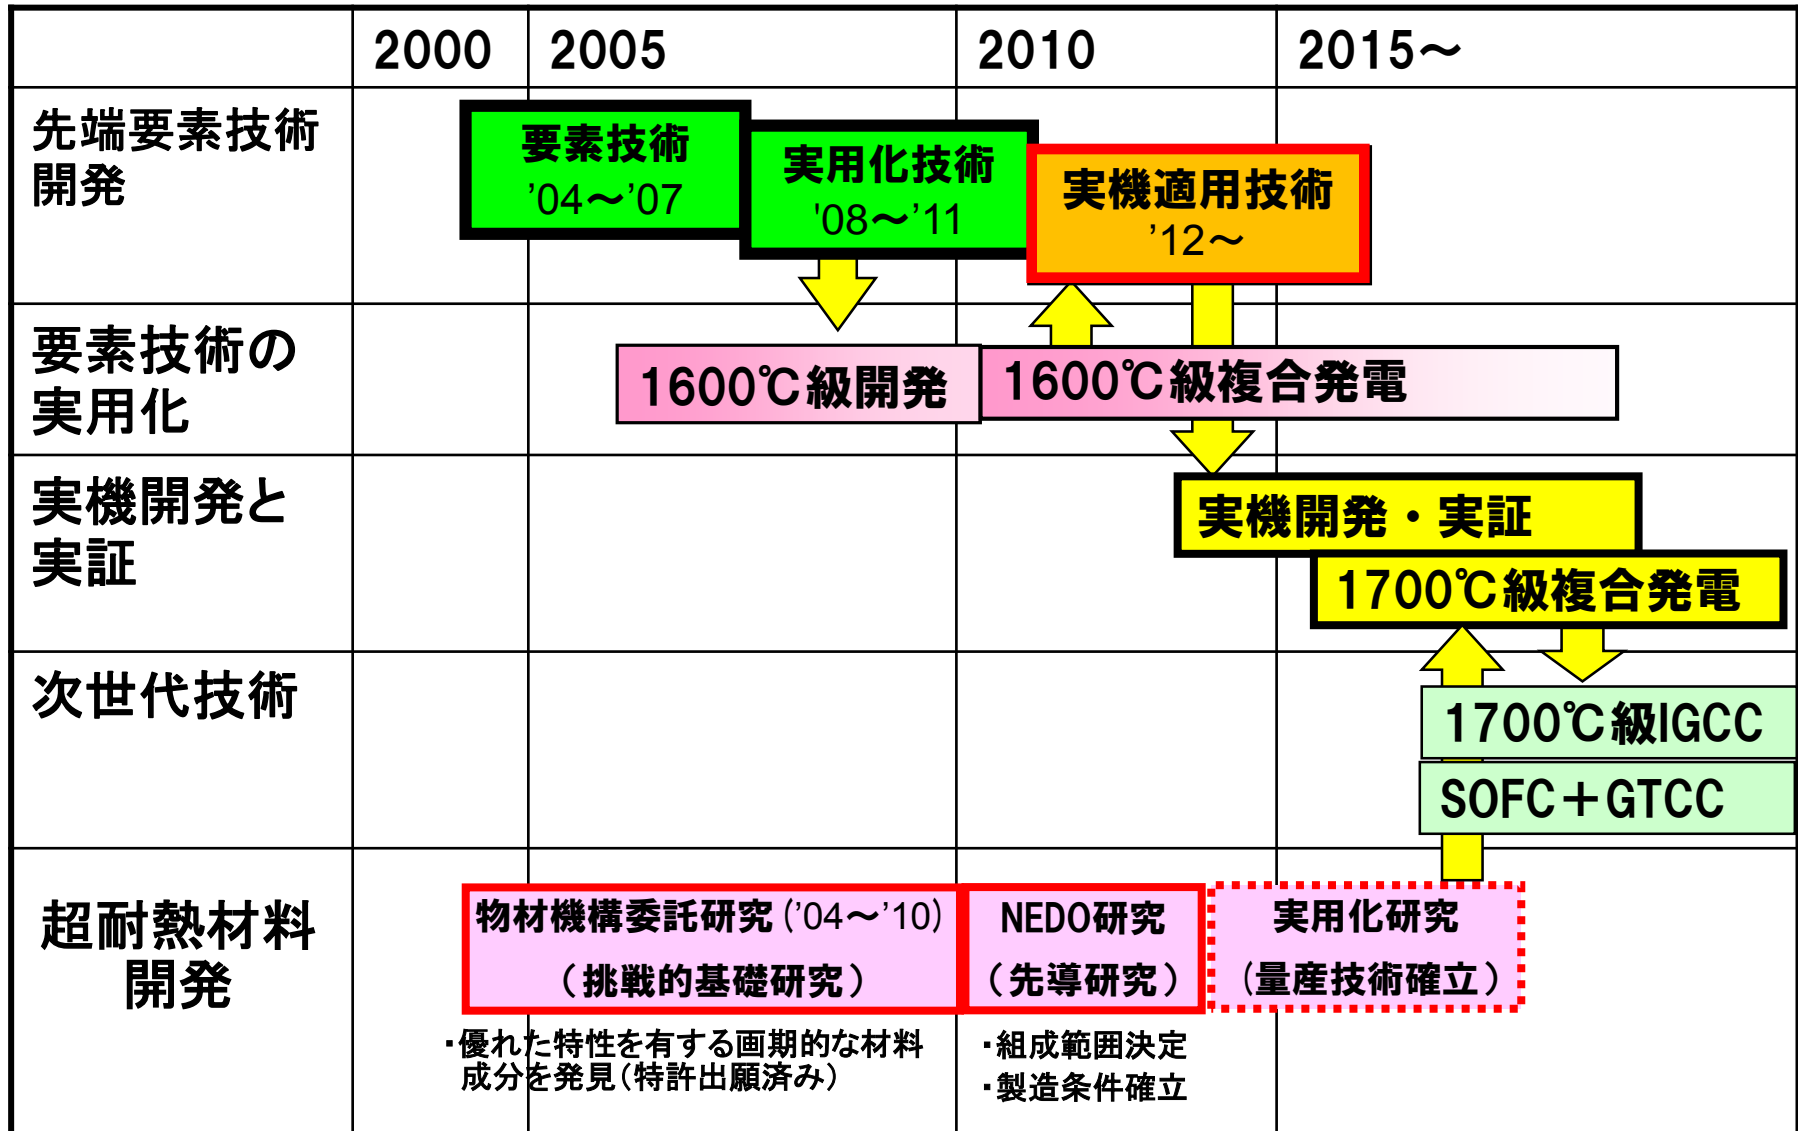 2000 2005 2010 2015～
先端要素技術
開発
要素技術
’04～’07
実用化技術
'08～’11
実機適用技術
’12～
要素技術の
実用化
1600℃級開発
1600℃級複合発電
実機開発と
実証
実機開発・実証
1700℃級複合発電
次世代技術
1700℃級IGCC
SOFC＋GTCC
超耐熱材料
開発
物材機構委託研究（’04～’10）
（挑戦的基礎研究）
NEDO研究
（先導研究）
実用化研究
（量産技術確立）
・優れた特性を有する画期的な材料
成分を発見（特許出願済み）
・組成範囲決定
・製造条件確立